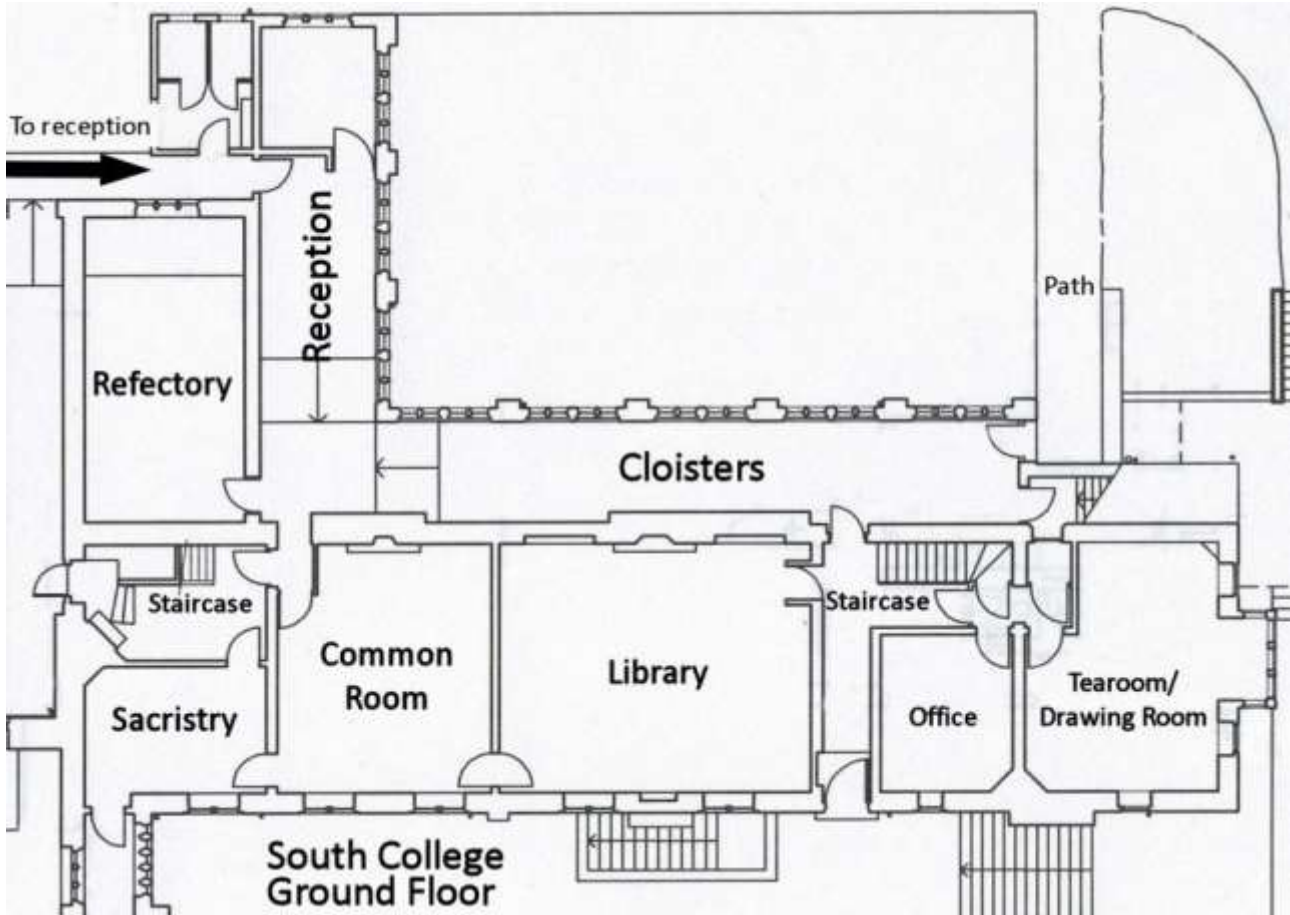 To reception
Reception
Path
Refectory
Cloisters
Staircase
Staircase
Common
Room
Library
Sacristry
Office
Tearoom/
Drawing Room
South College
Ground Floor